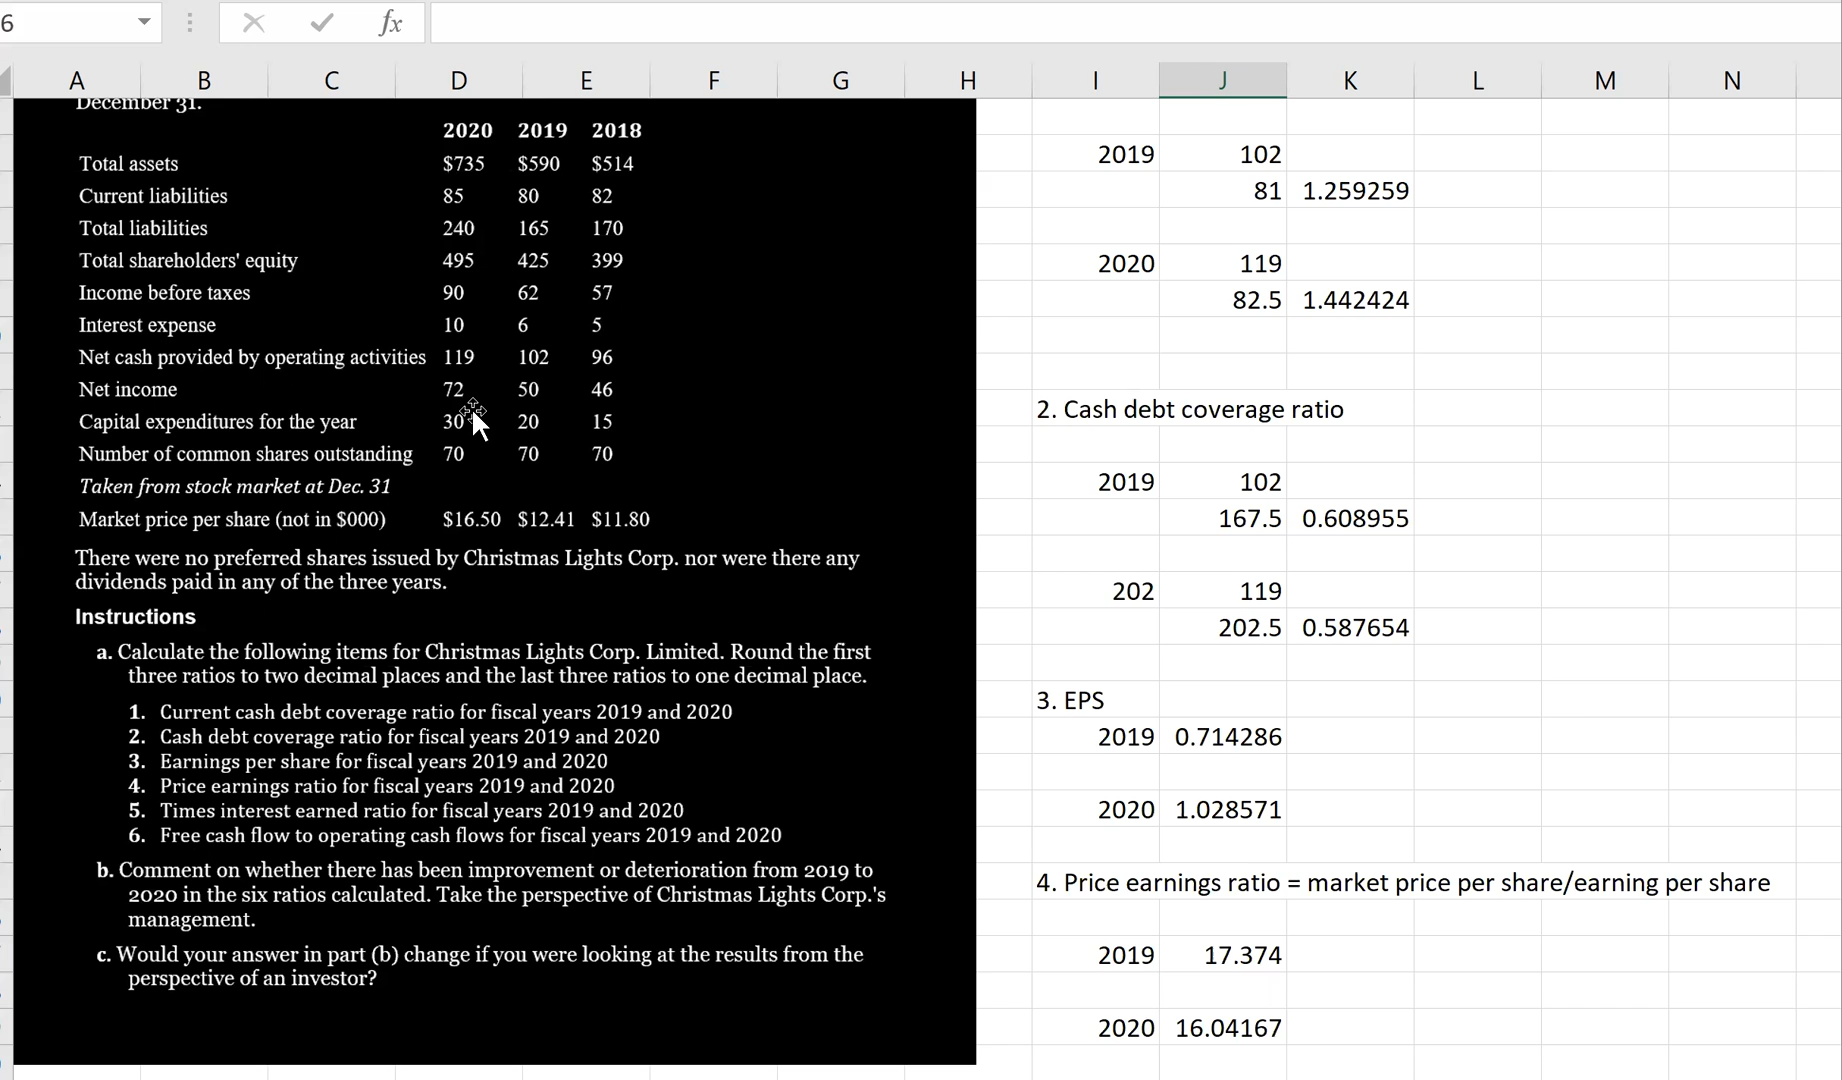 6
fx
A B C D E F G H I J K L M N
December 31.
2020 2019 2018
Total assets $735 $590 $514
Current liabilities 85 80 82
Total liabilities 240 165 170
Total shareholders' equity 495 425 399
Income before taxes 90 62 57
Interest expense 10 6 5
Net cash provided by operating activities 119 102 96
Net income 72 50 46
Capital expenditures for the year 30 20 15
Number of common shares outstanding 70 70 70
Taken from stock market at Dec. 31
Market price per share (not in $000) $16.50 $12.41 $11.80
There were no preferred shares issued by Christmas Lights Corp. nor were there any
dividends paid in any of the three years.
Instructions
a. Calculate the following items for Christmas Lights Corp. Limited. Round the first
three ratios to two decimal places and the last three ratios to one decimal place.
1. Current cash debt coverage ratio for fiscal years 2019 and 2020
2. Cash debt coverage ratio for fiscal years 2019 and 2020
3. Earnings per share for fiscal years 2019 and 2020
4. Price earnings ratio for fiscal years 2019 and 2020
5. Times interest earned ratio for fiscal years 2019 and 2020
6. Free cash flow to operating cash flows for fiscal years 2019 and 2020
b. Comment on whether there has been improvement or deterioration from 2019 to
2020 in the six ratios calculated. Take the perspective of Christmas Lights Corp.'s
management.
c. Would your answer in part (b) change if you were looking at the results from the
perspective of an investor?
2019 102
81 1.259259
2020 119
82.5 1.442424
2. Cash debt coverage ratio
2019 102
167.5 0.608955
202 119
202.5 0.587654
3. EPS
2019 0.714286
2020 1.028571
4. Price earnings ratio = market price per share/earning per share
2019 17.374
2020 16.04167